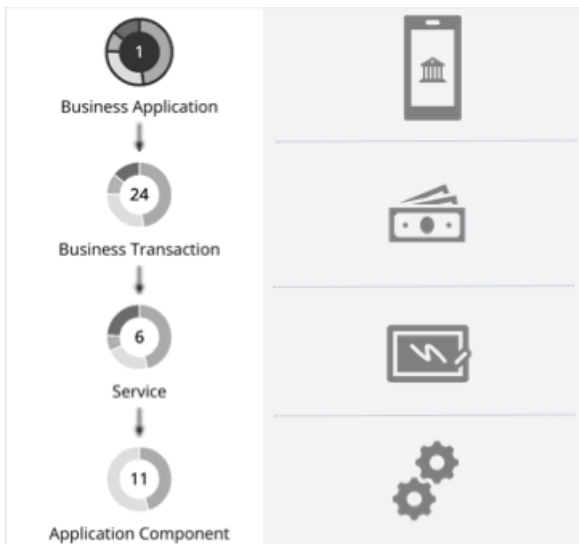 1
Business Application
24
Business Transaction
6
Service
11
Application Component